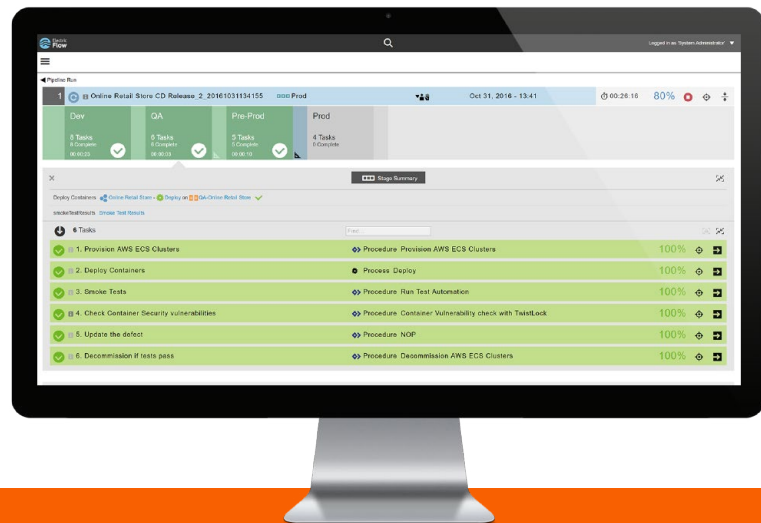 Electric
Flow
Logged in as 'System Administrator'
Pipeline Run
1 Online Retail Store CD Release_2_20161031134155 Prod Oct 31, 2016 - 13:41 00:26:16 80%
Dev QA Pre-Prod Prod
8 Tasks 6 Tasks 5 Tasks 4 Tasks
8 Complete 6 Complete 5 Complete 0 Complete
Stage Summary
Deploy Containers Online Retail Store - Deploy on QA-Online Retail Store
smokeTestResults Smoke Test Results
6 Tasks
1. Provision AWS ECS Clusters Procedure Provision AWS ECS Clusters 100%
2. Deploy Containers Process Deploy 100%
3. Smoke Tests Procedure Run Test Automation 100%
4. Check Container Security vulnerabilities Procedure Container Vulnerability check with TwistLock 100%
5. Update the defect Procedure NOP 100%
6. Decommission if tests pass Procedure Decommission AWS ECS Clusters 100%